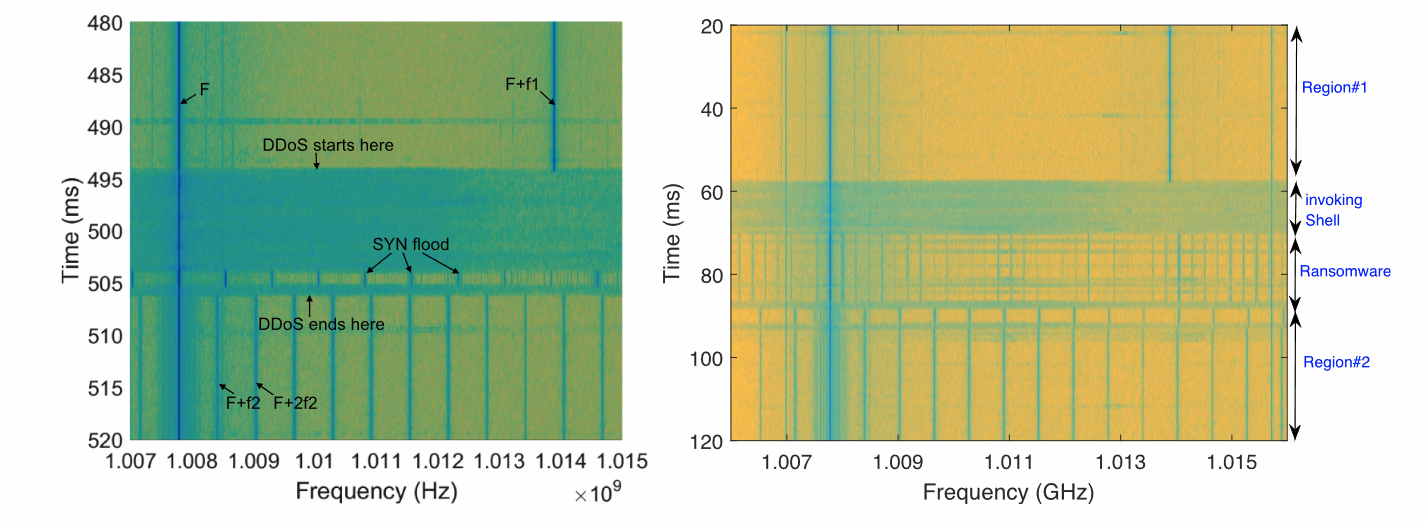 480
485
490
495
500
505
510
515
520
Time (ms)
F
F+f1
DDoS starts here
SYN flood
DDoS ends here
F+f2
F+2f2
1.007 1.008 1.009 1.01 1.011 1.012 1.013 1.014 1.015
Frequency (Hz)
×10⁹
20
40
60
80
100
120
Time (ms)
1.007 1.009 1.011 1.013 1.015
Frequency (GHz)
Region#1
invoking
Shell
Ransomware
Region#2